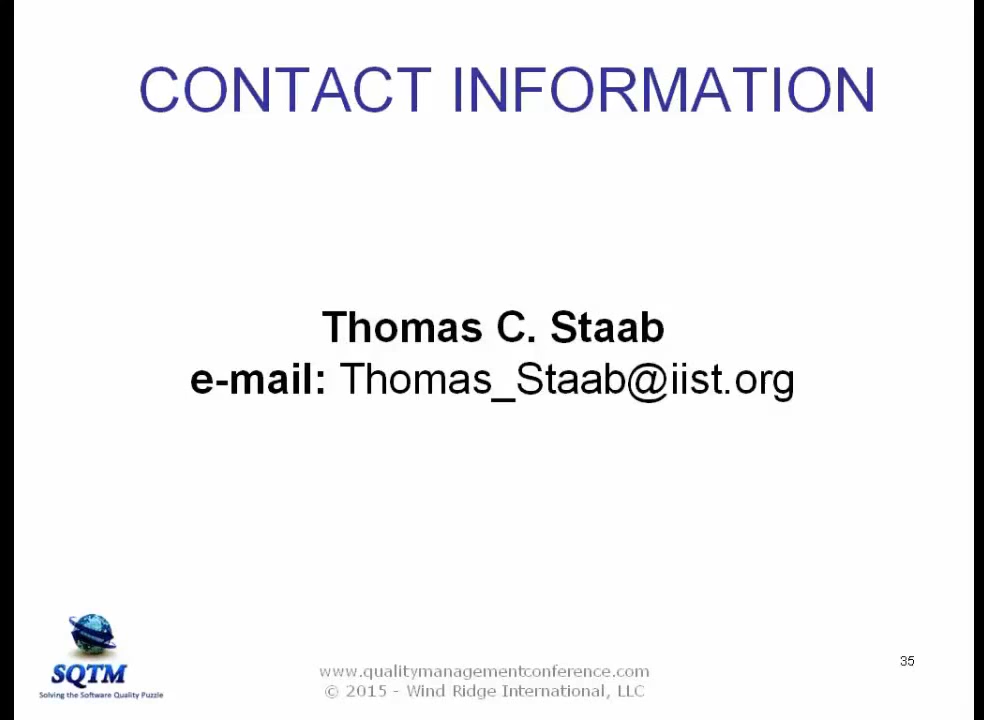 CONTACT INFORMATION
Thomas C. Staab
e-mail: Thomas_Staab@iist.org
SQTM
Solving the Software Quality Puzzle
www.qualitymanagementconference.com
© 2015 - Wind Ridge International, LLC
35